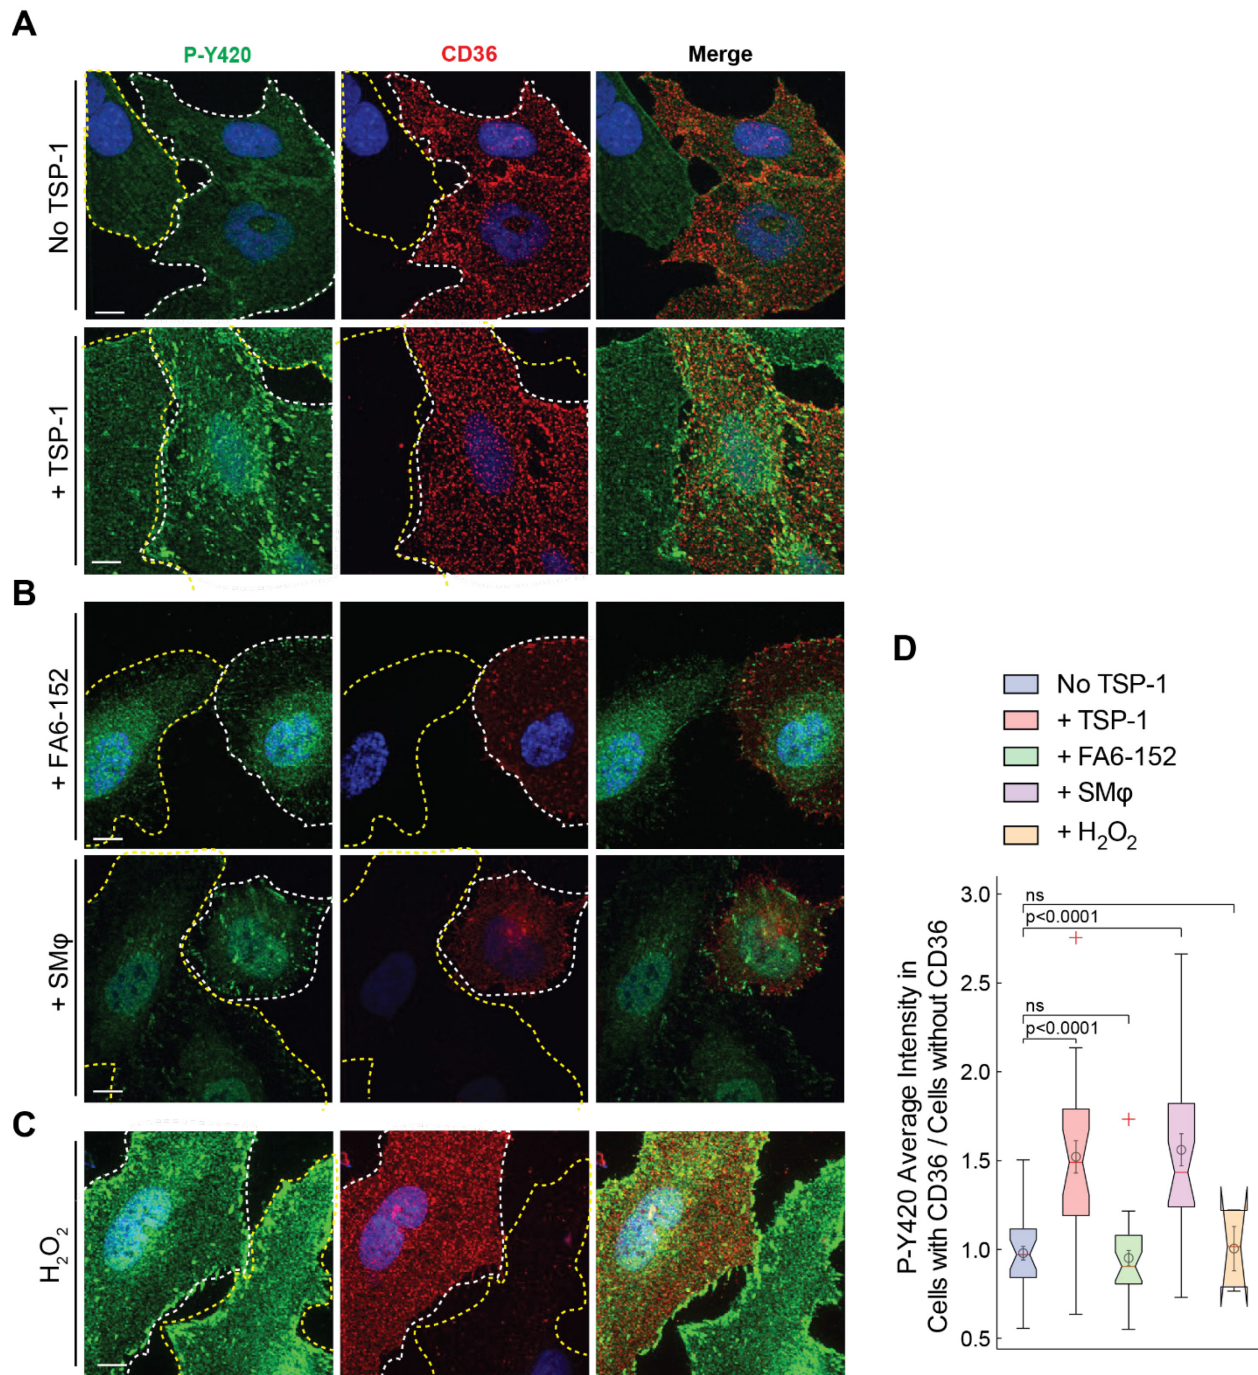 A
P-Y420 CD36 Merge
No TSP-1
+ TSP-1
B
+ FA6-152
+ SMφ
C
H₂O₂
D
No TSP-1
+ TSP-1
+ FA6-152
+ SMφ
+ H₂O₂
P-Y420 Average Intensity in
Cells with CD36 / Cells without CD36
3.0
2.5
2.0
1.5
1.0
0.5
ns
p<0.0001
ns
p<0.0001